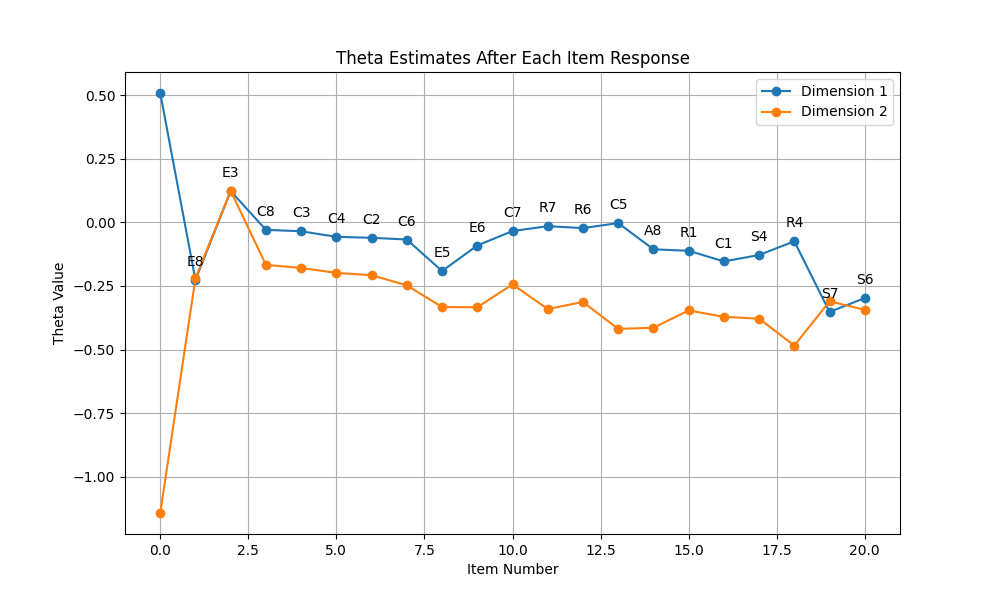 Theta Estimates After Each Item Response
Dimension 1
Dimension 2
Theta Value
0.50
0.25
0.00
−0.25
−0.50
−0.75
−1.00
E8
E3
C8
C3
C4
C2
C6
E5
E6
C7
R7
R6
C5
A8
R1
C1
S4
R4
S7
S6
0.0
2.5
5.0
7.5
10.0
12.5
15.0
17.5
20.0
Item Number